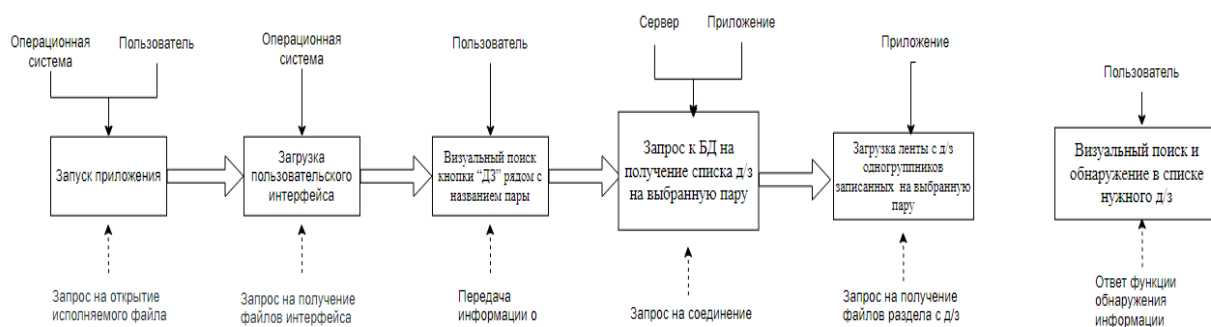 Операционная
система
Пользователь
Операционная
система
Пользователь
Сервер
Приложение
Приложение
Пользователь
Запуск приложения
Загрузка
пользовательского
интерфейса
Визуальный поиск
кнопки “ДЗ” рядом с
названием пары
Запрос к БД на
получение списка д/з
на выбранную пару
Загрузка ленты с д/з
одногруппников
записанных на выбранную
пару
Визуальный поиск и
обнаружение в списке
нужного д/з
Запрос на открытие
исполняемого файла
Запрос на получение
файлов интерфейса
Передача
информации о
Запрос на соединение
Запрос на получение
файлов раздела с д/з
Ответ функции
обнаружения
информации